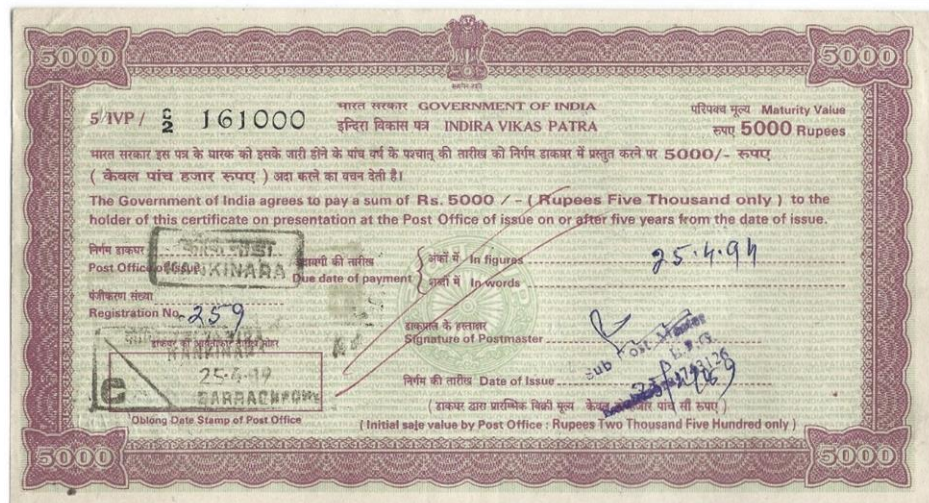 5000 5000
5/IVP / C/2 161000
भारत सरकार GOVERNMENT OF INDIA
इन्दिरा विकास पत्र INDIRA VIKAS PATRA
परिपक्व मूल्य Maturity Value
रुपए 5000 Rupees
भारत सरकार इस पत्र के धारक को इसके जारी होने के पांच वर्ष के पश्चात् की तारीख को निर्गम डाकघर में प्रस्तुत करने पर 5000/- रूपए
( केवल पांच हजार रूपए ) अदा करने का वचन देती है।
The Government of India agrees to pay a sum of Rs. 5000 / - ( Rupees Five Thousand only ) to the
holder of this certificate on presentation at the Post Office of issue on or after five years from the date of issue.
निर्गम डाकघर
Post Office of Issue
KANKINARA
अदायगी की तारीख
Due date of payment
अंकों में In figures 25.4.94
शब्दों में In words
पंजीकरण संख्या
Registration No. 259
डाकपाल के हस्ताक्षर
Signature of Postmaster
Sub Post Master
KANKINARA
25-4-
BARRACKPORE
C
निर्गम की तारीख Date of Issue
Oblong Date Stamp of Post Office
( डाकघर द्वारा प्रारम्भिक बिक्री मूल्य केवल हजार पांच सौ रूपए )
( Initial sale value by Post Office : Rupees Two Thousand Five Hundred only )
5000 5000